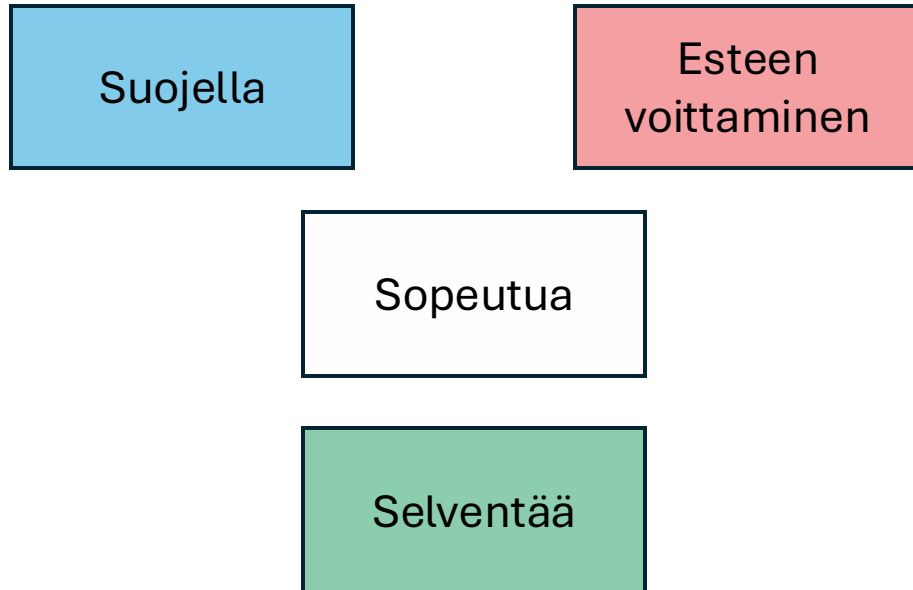 Suojella
Esteen
voittaminen
Sopeutua
Selventää